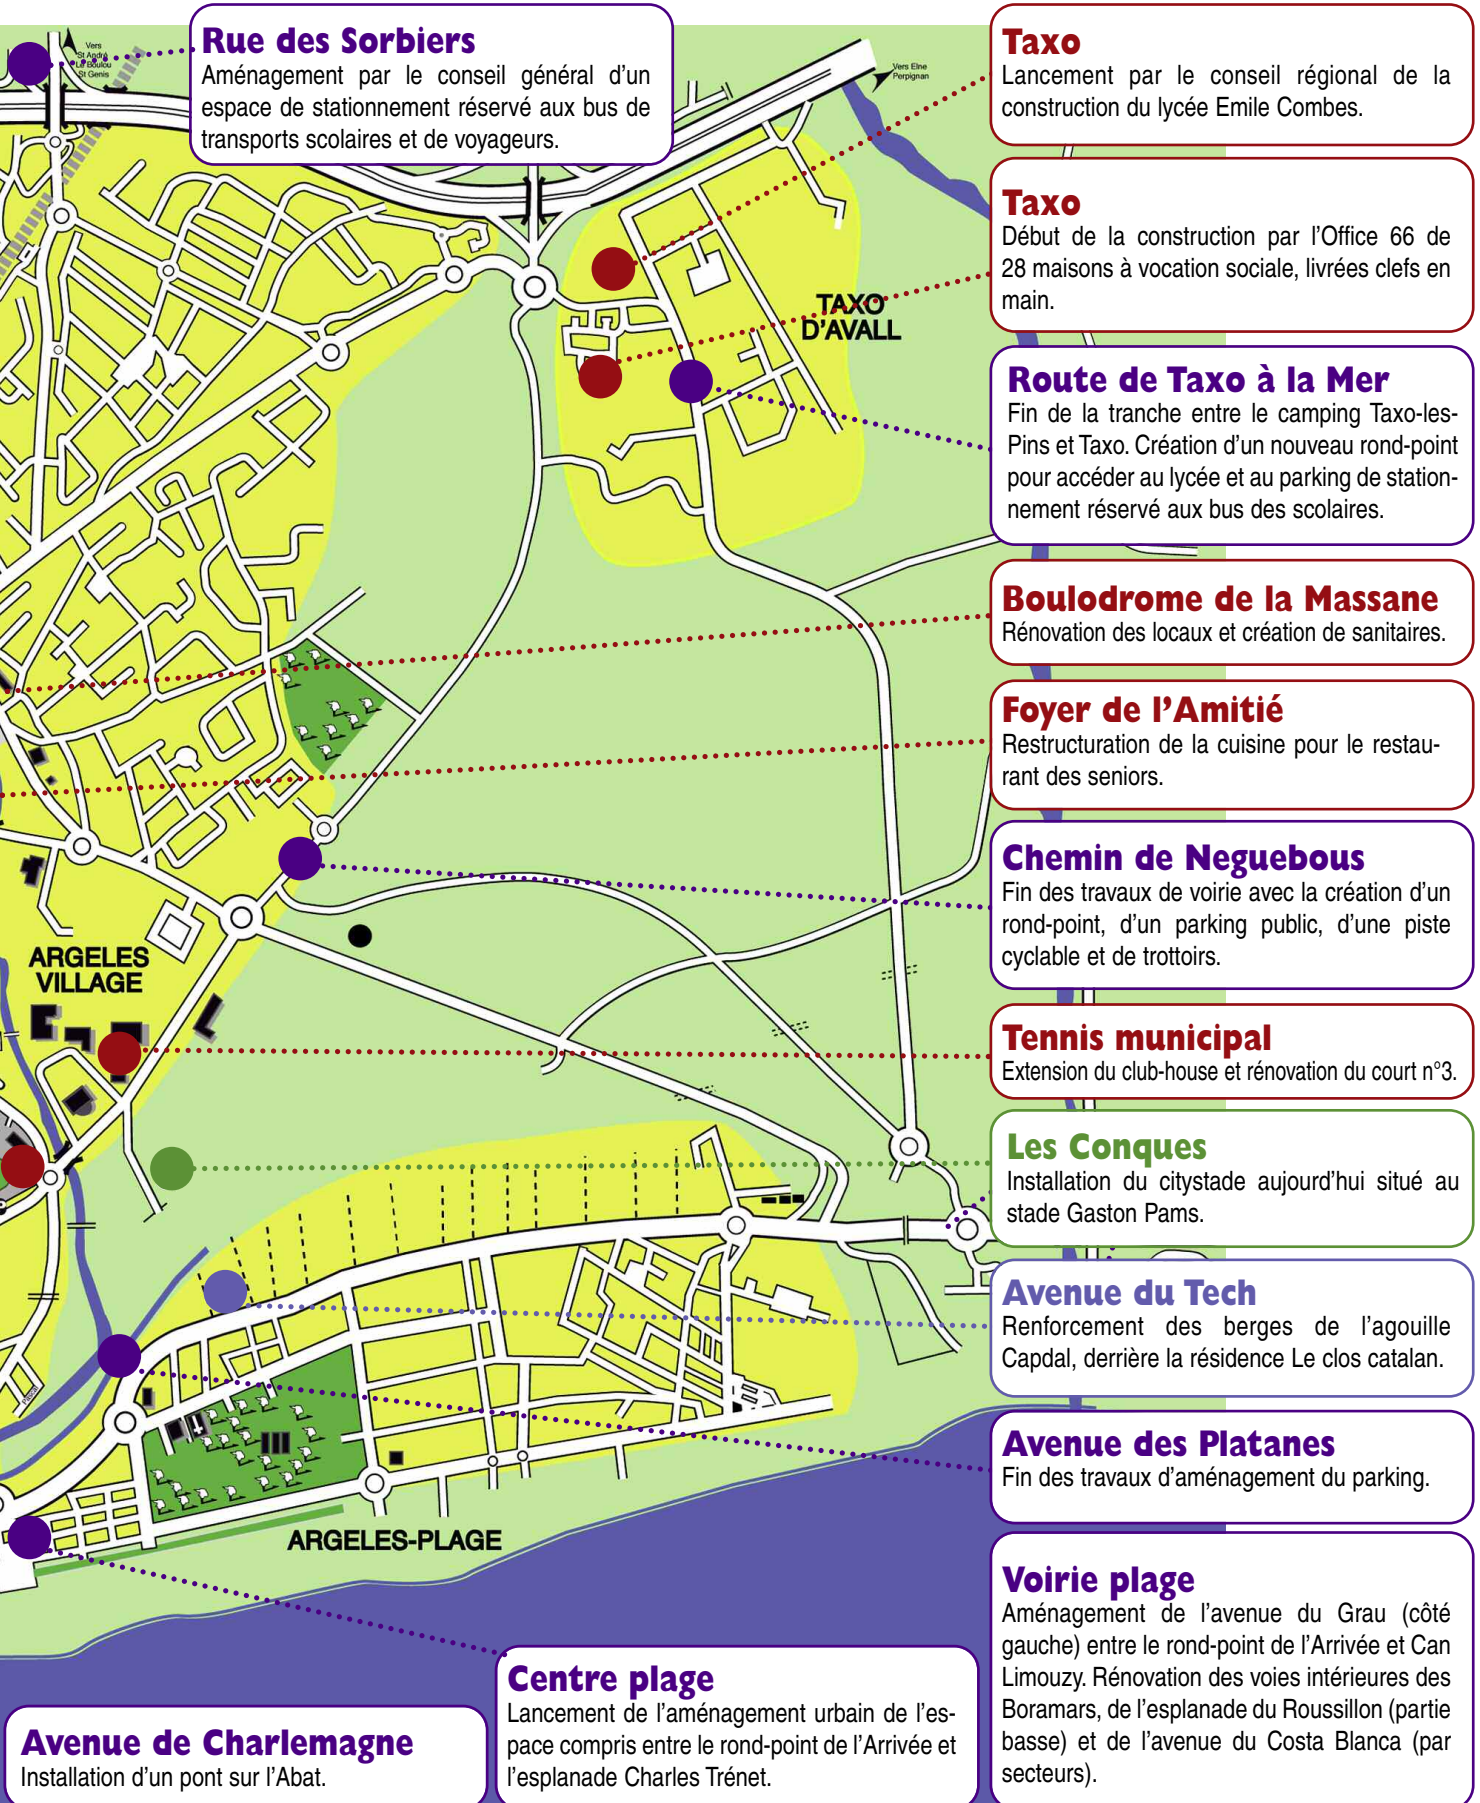 Vers
St André
Le Boulou
St Genis
Rue des Sorbiers
Aménagement par le conseil général d'un
espace de stationnement réservé aux bus de
transports scolaires et de voyageurs.
Vers Elne
Perpignan
Taxo
Lancement par le conseil régional de la
construction du lycée Emile Combes.
Taxo
Début de la construction par l'Office 66 de
28 maisons à vocation sociale, livrées clefs en
main.
TAXO
D'AVALL
Route de Taxo à la Mer
Fin de la tranche entre le camping Taxo-les-
Pins et Taxo. Création d'un nouveau rond-point
pour accéder au lycée et au parking de station-
nement réservé aux bus des scolaires.
Boulodrome de la Massane
Rénovation des locaux et création de sanitaires.
Foyer de l'Amitié
Restructuration de la cuisine pour le restau-
rant des seniors.
Chemin de Neguebous
Fin des travaux de voirie avec la création d'un
rond-point, d'un parking public, d'une piste
cyclable et de trottoirs.
ARGELES
VILLAGE
Tennis municipal
Extension du club-house et rénovation du court n°3.
Les Conques
Installation du citystade aujourd'hui situé au
stade Gaston Pams.
Avenue du Tech
Renforcement des berges de l'agouille
Capdal, derrière la résidence Le clos catalan.
Avenue des Platanes
Fin des travaux d'aménagement du parking.
ARGELES-PLAGE
Voirie plage
Aménagement de l'avenue du Grau (côté
gauche) entre le rond-point de l'Arrivée et Can
Limouzy. Rénovation des voies intérieures des
Boramars, de l'esplanade du Roussillon (partie
basse) et de l'avenue du Costa Blanca (par
secteurs).
Centre plage
Lancement de l'aménagement urbain de l'es-
pace compris entre le rond-point de l'Arrivée et
l'esplanade Charles Trénet.
Avenue de Charlemagne
Installation d'un pont sur l'Abat.